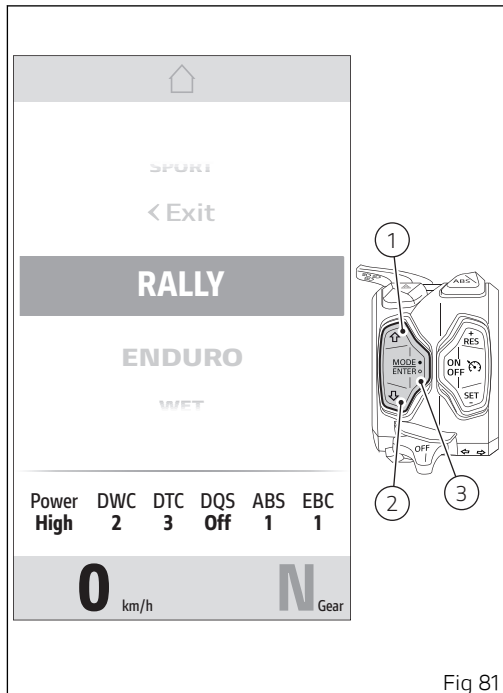 SPORT
< Exit
RALLY
ENDURO
WET
Power DWC DTC DQS ABS EBC
High 2 3 Off 1 1
0 km/h N Gear
1
ABS
+
RES
MODE
ENTER
ON
OFF
SET
-
OFF
2
3
Fig 81